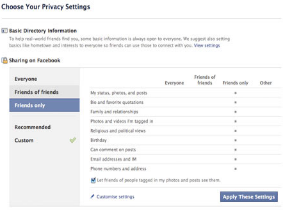 Choose Your Privacy Settings
Basic Directory Information
To help real-world friends find you, some basic information is always open to everyone. We suggest also setting
basics like hometown and interests to everyone so friends can use those to connect with you. View settings
Sharing on Facebook
Everyone
Friends of friends
Friends only
Recommended
Custom
Everyone Friends of friends Friends only Other
My status, photos, and posts
Bio and favorite quotations
Family and relationships
Photos and videos I'm tagged in
Religious and political views
Birthday
Can comment on posts
Email addresses and IM
Phone numbers and address
Let friends of people tagged in my photos and posts see them.
Customise settings
Apply These Settings